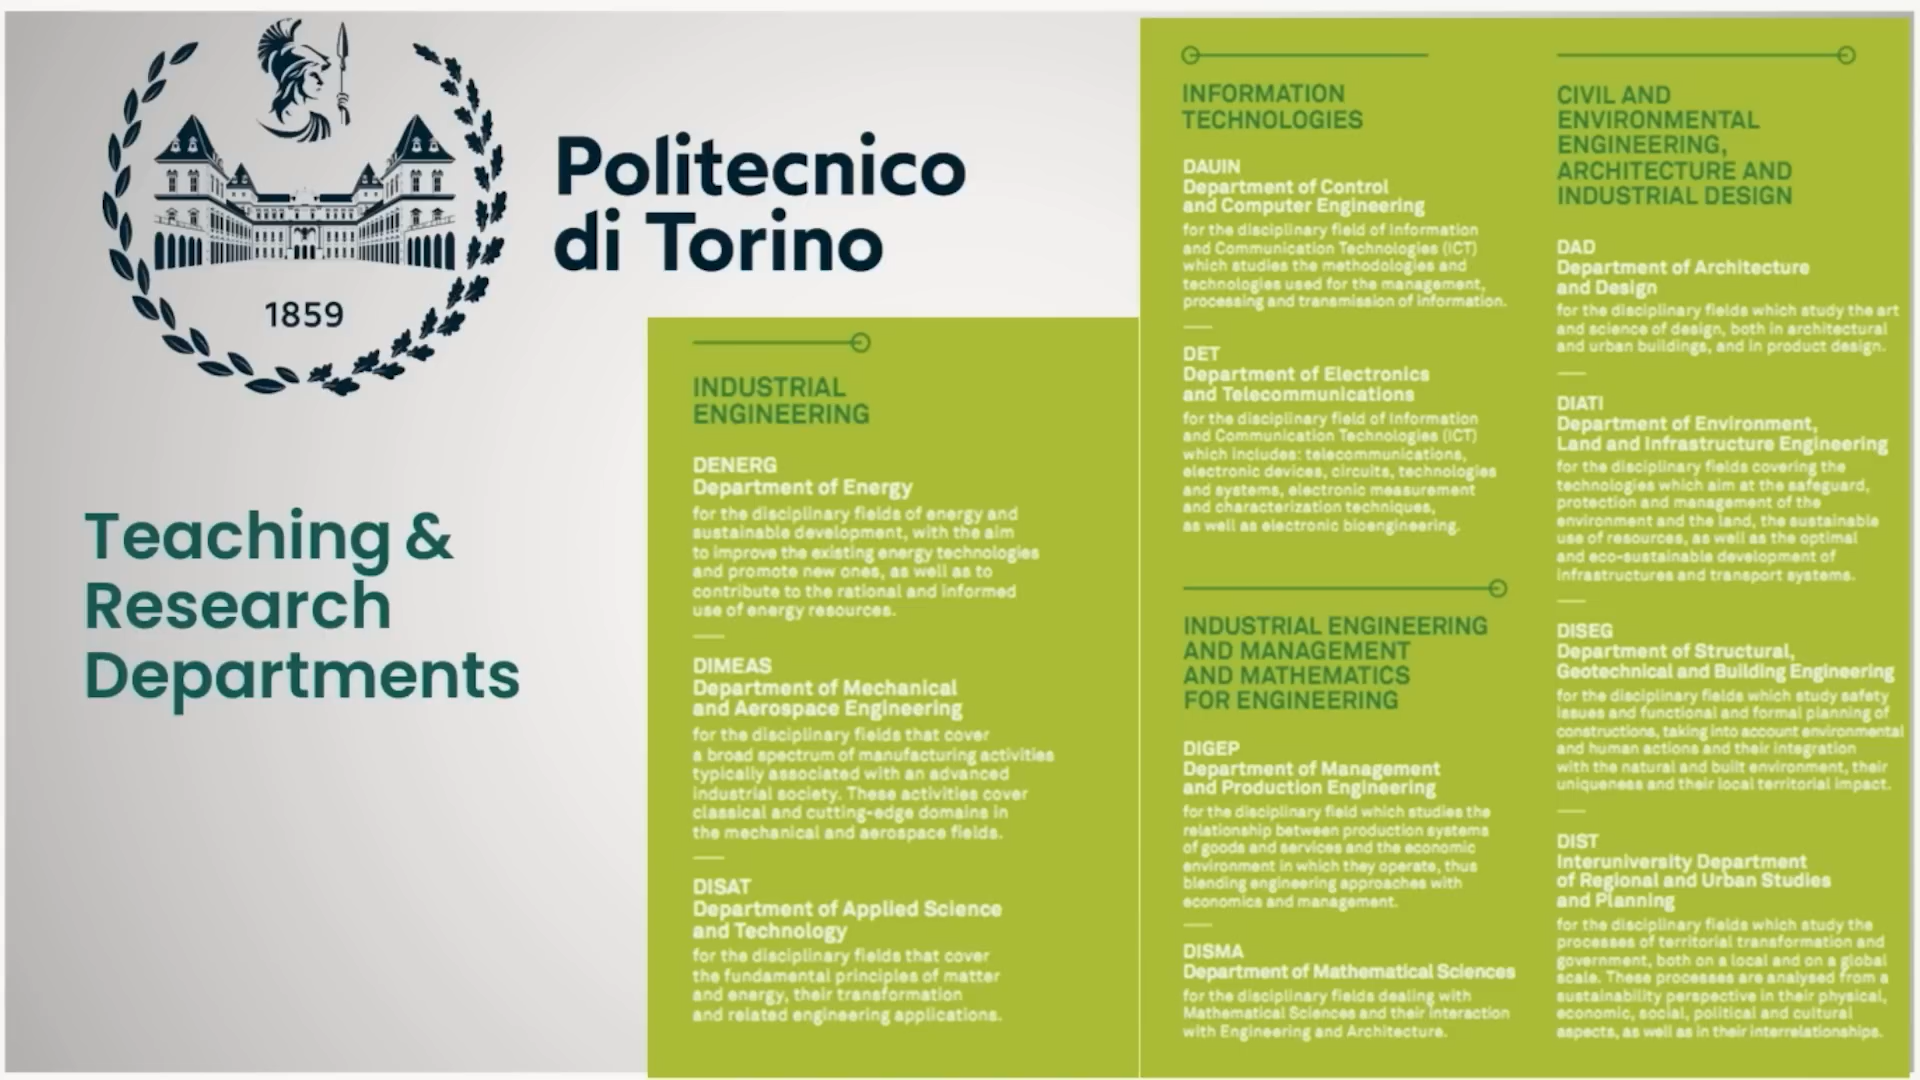 1859
Politecnico
di Torino
Teaching &
Research
Departments
INDUSTRIAL
ENGINEERING
DENERG
Department of Energy
for the disciplinary fields of energy and
sustainable development, with the aim
to improve the existing energy technologies
and promote new ones, as well as to
contribute to the rational and informed
use of energy resources.
DIMEAS
Department of Mechanical
and Aerospace Engineering
for the disciplinary fields that cover
a broad spectrum of manufacturing activities
typically associated with an advanced
industrial society. These activities cover
classical and cutting-edge domains in
the mechanical and aerospace fields.
DISAT
Department of Applied Science
and Technology
for the disciplinary fields that cover
the fundamental principles of matter
and energy, their transformation
and related engineering applications.
INFORMATION
TECHNOLOGIES
DAUIN
Department of Control
and Computer Engineering
for the disciplinary field of Information
and Communication Technologies (ICT)
which studies the methodologies and
technologies used for the management,
processing and transmission of information.
DET
Department of Electronics
and Telecommunications
for the disciplinary field of Information
and Communication Technologies (ICT)
which includes: telecommunications,
electronic devices, circuits, technologies
and systems, electronic measurement
and characterization techniques,
as well as electronic bioengineering.
INDUSTRIAL ENGINEERING
AND MANAGEMENT
AND MATHEMATICS
FOR ENGINEERING
DIGEP
Department of Management
and Production Engineering
for the disciplinary field which studies the
relationship between production systems
of goods and services and the economic
environment in which they operate, thus
blending engineering approaches with
economics and management.
DISMA
Department of Mathematical Sciences
for the disciplinary fields dealing with
Mathematical Sciences and their interaction
with Engineering and Architecture.
CIVIL AND
ENVIRONMENTAL
ENGINEERING,
ARCHITECTURE AND
INDUSTRIAL DESIGN
DAD
Department of Architecture
and Design
for the disciplinary fields which study the art
and science of design, both in architectural
and urban buildings, and in product design.
DIATI
Department of Environment,
Land and Infrastructure Engineering
for the disciplinary fields covering the
technologies which aim at the safeguard,
protection and management of the
environment and the land, the sustainable
use of resources, as well as the optimal
and eco-sustainable development of
infrastructures and transport systems.
DISEG
Department of Structural,
Geotechnical and Building Engineering
for the disciplinary fields which study safety
issues and functional and formal planning of
constructions, taking into account environmental
and human actions and their integration
with the natural and built environment, their
uniqueness and their local territorial impact.
DIST
Interuniversity Department
of Regional and Urban Studies
and Planning
for the disciplinary fields which study the
processes of territorial transformation and
government, both on a local and on a global
scale. These processes are analysed from a
sustainability perspective in their physical,
economic, social, political and cultural
aspects, as well as in their interrelationships.